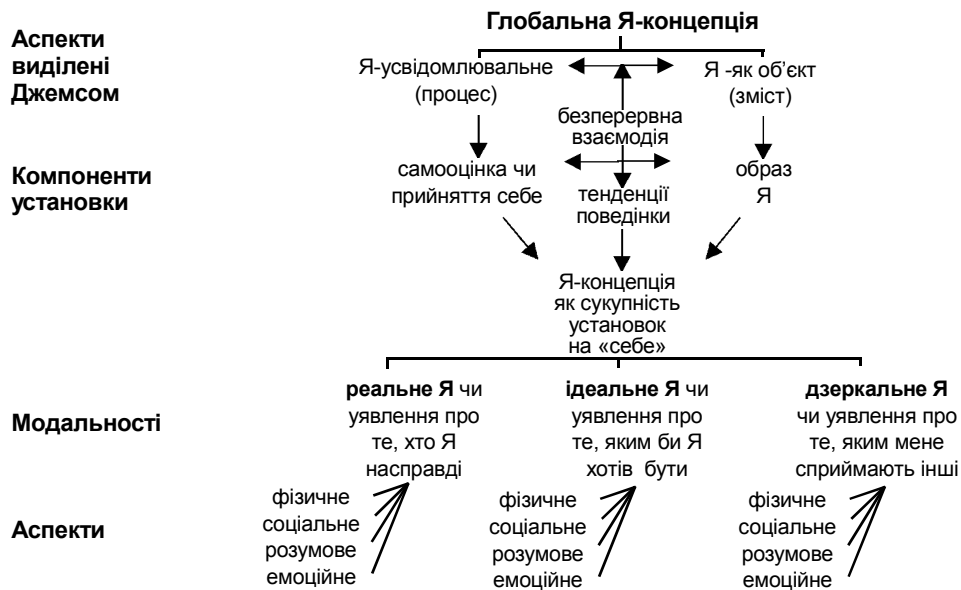 Глобальна Я-концепція
Аспекти
виділені
Джемсом
Я-усвідомлювальне
(процес)
Я -як об’єкт
(зміст)
безперервна
взаємодія
Компоненти
установки
самооцінка чи
прийняття себе
тенденції
поведінки
образ
Я
Я-концепція
як сукупність
установок
на «себе»
Модальності
реальне Я чи
уявлення про
те, хто Я
насправді
ідеальне Я чи
уявлення про
те, яким би Я
хотів бути
дзеркальне Я
чи уявлення про
те, яким мене
сприймають інші
Аспекти
фізичне
соціальне
розумове
емоційне
фізичне
соціальне
розумове
емоційне
фізичне
соціальне
розумове
емоційне